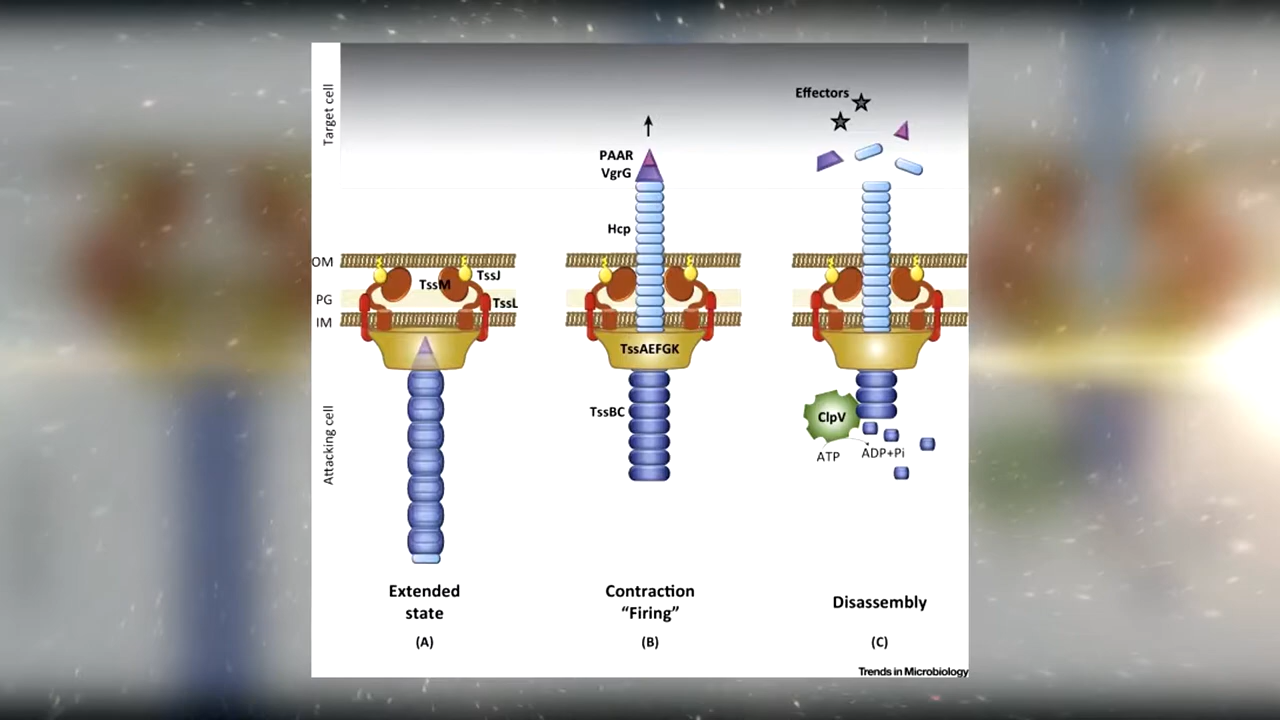 Target cell
Effectors
PAAR
VgrG
Hcp
OM
TssM
TssJ
PG
TssL
IM
TssAEFGK
Attacking cell
TssBC
ClpV
ATP
ADP+Pi
Extended
state
(A)
Contraction
“Firing”
(B)
Disassembly
(C)
Trends in Microbiology